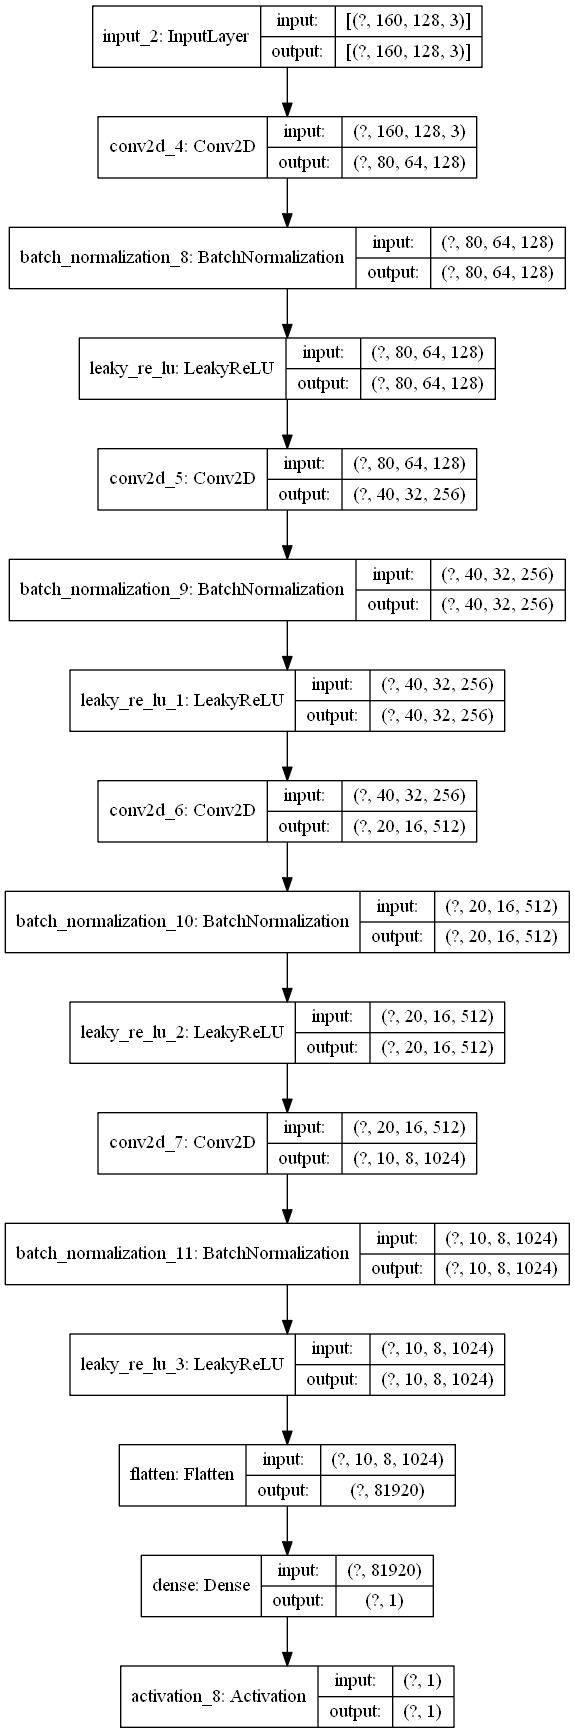 input_2: InputLayer
input: [(?, 160, 128, 3)]
output: [(?, 160, 128, 3)]
conv2d_4: Conv2D
input: (?, 160, 128, 3)
output: (?, 80, 64, 128)
batch_normalization_8: BatchNormalization
input: (?, 80, 64, 128)
output: (?, 80, 64, 128)
leaky_re_lu: LeakyReLU
input: (?, 80, 64, 128)
output: (?, 80, 64, 128)
conv2d_5: Conv2D
input: (?, 80, 64, 128)
output: (?, 40, 32, 256)
batch_normalization_9: BatchNormalization
input: (?, 40, 32, 256)
output: (?, 40, 32, 256)
leaky_re_lu_1: LeakyReLU
input: (?, 40, 32, 256)
output: (?, 40, 32, 256)
conv2d_6: Conv2D
input: (?, 40, 32, 256)
output: (?, 20, 16, 512)
batch_normalization_10: BatchNormalization
input: (?, 20, 16, 512)
output: (?, 20, 16, 512)
leaky_re_lu_2: LeakyReLU
input: (?, 20, 16, 512)
output: (?, 20, 16, 512)
conv2d_7: Conv2D
input: (?, 20, 16, 512)
output: (?, 10, 8, 1024)
batch_normalization_11: BatchNormalization
input: (?, 10, 8, 1024)
output: (?, 10, 8, 1024)
leaky_re_lu_3: LeakyReLU
input: (?, 10, 8, 1024)
output: (?, 10, 8, 1024)
flatten: Flatten
input: (?, 10, 8, 1024)
output: (?, 81920)
dense: Dense
input: (?, 81920)
output: (?, 1)
activation_8: Activation
input: (?, 1)
output: (?, 1)